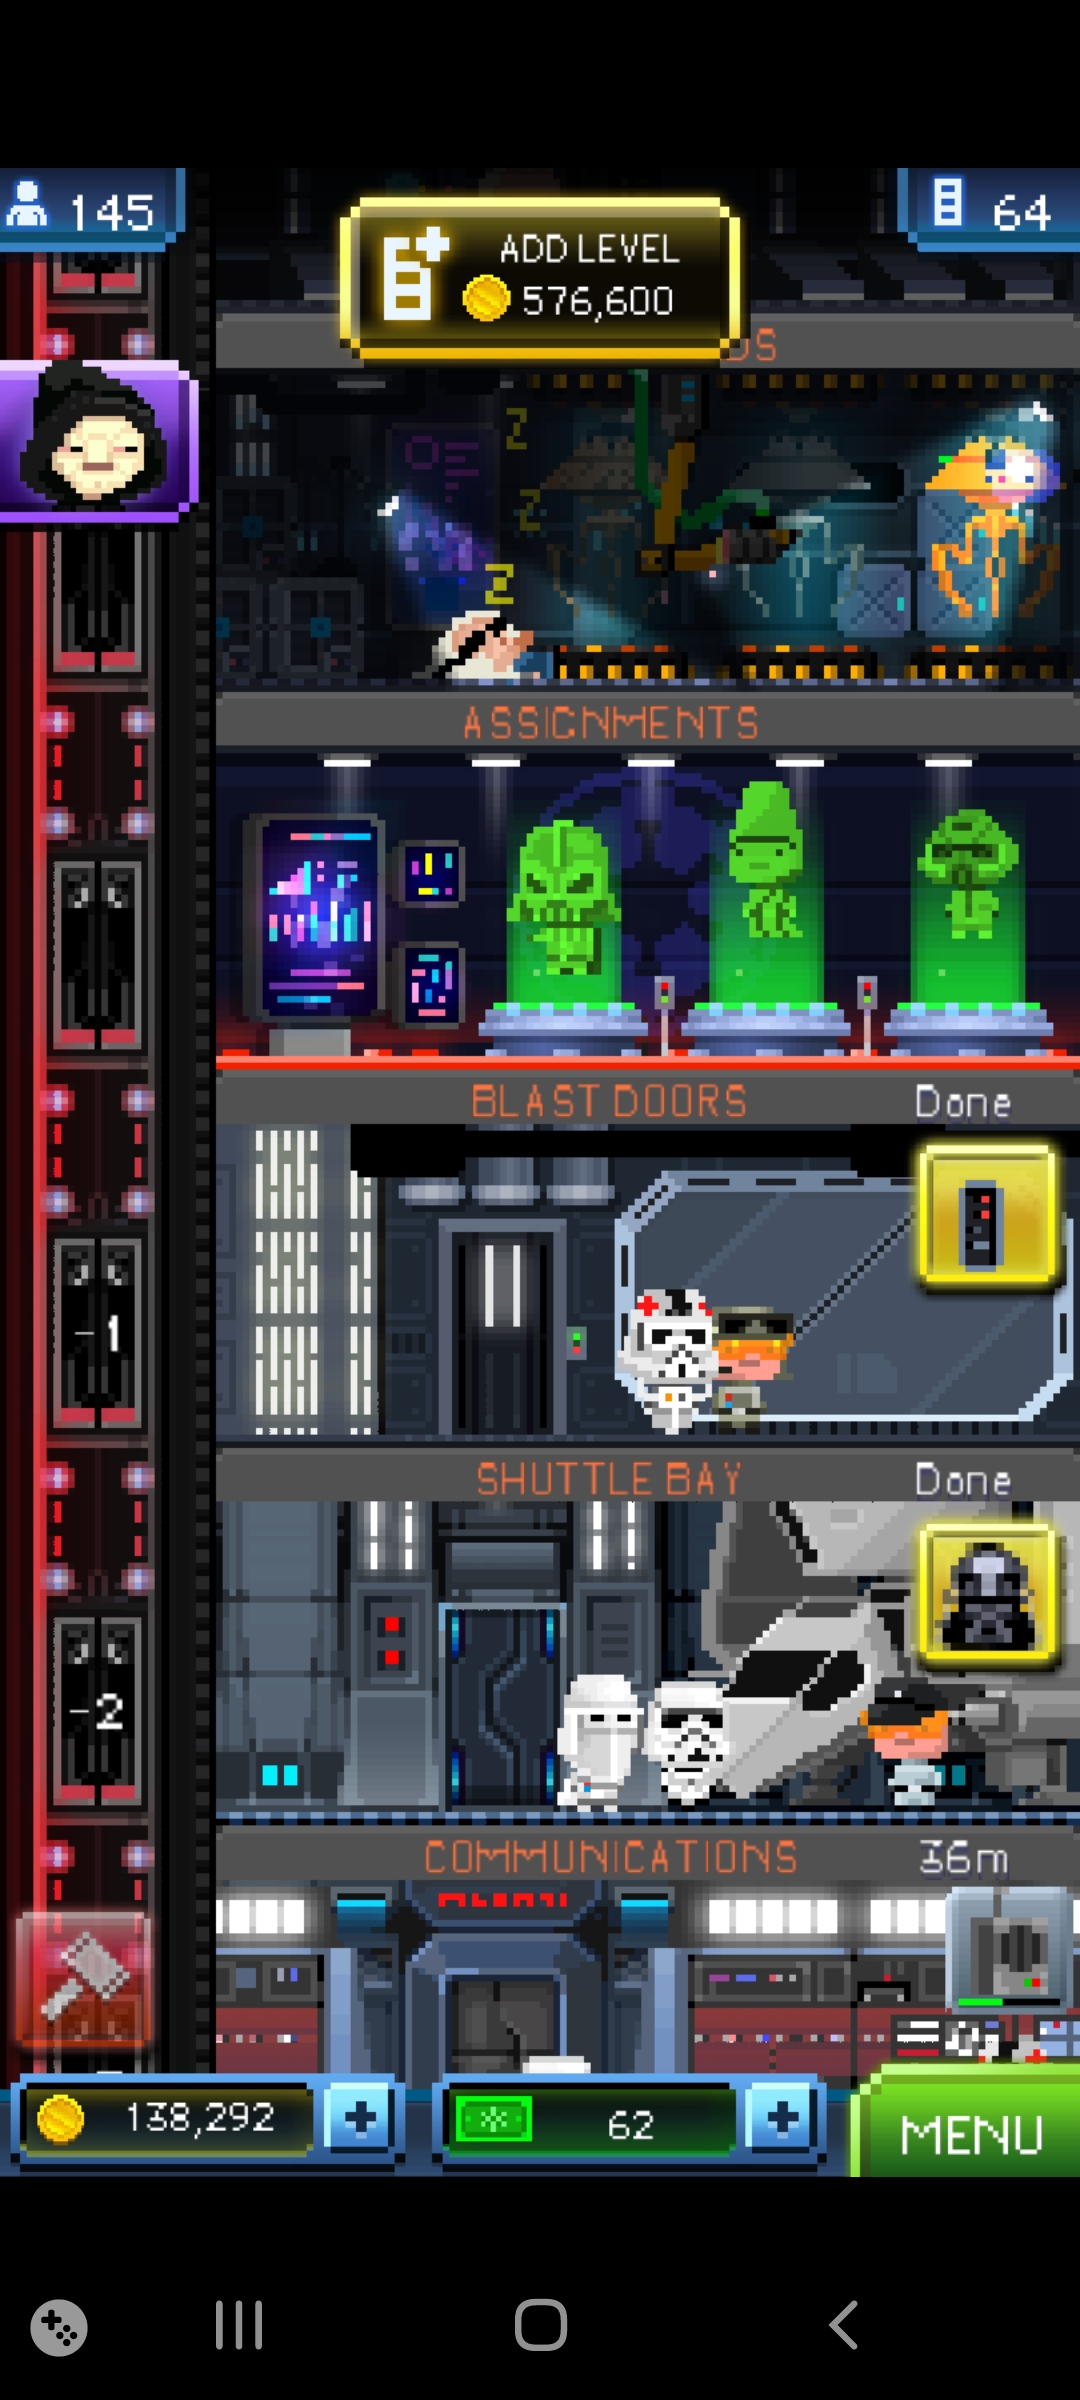 145
ADD LEVEL
576,600
64
DS
Z
Z
Z
ASSIGNMENTS
BLAST DOORS Done
-1
SHUTTLE BAY Done
-2
COMMUNICATIONS 36m
138,292
62
MENU